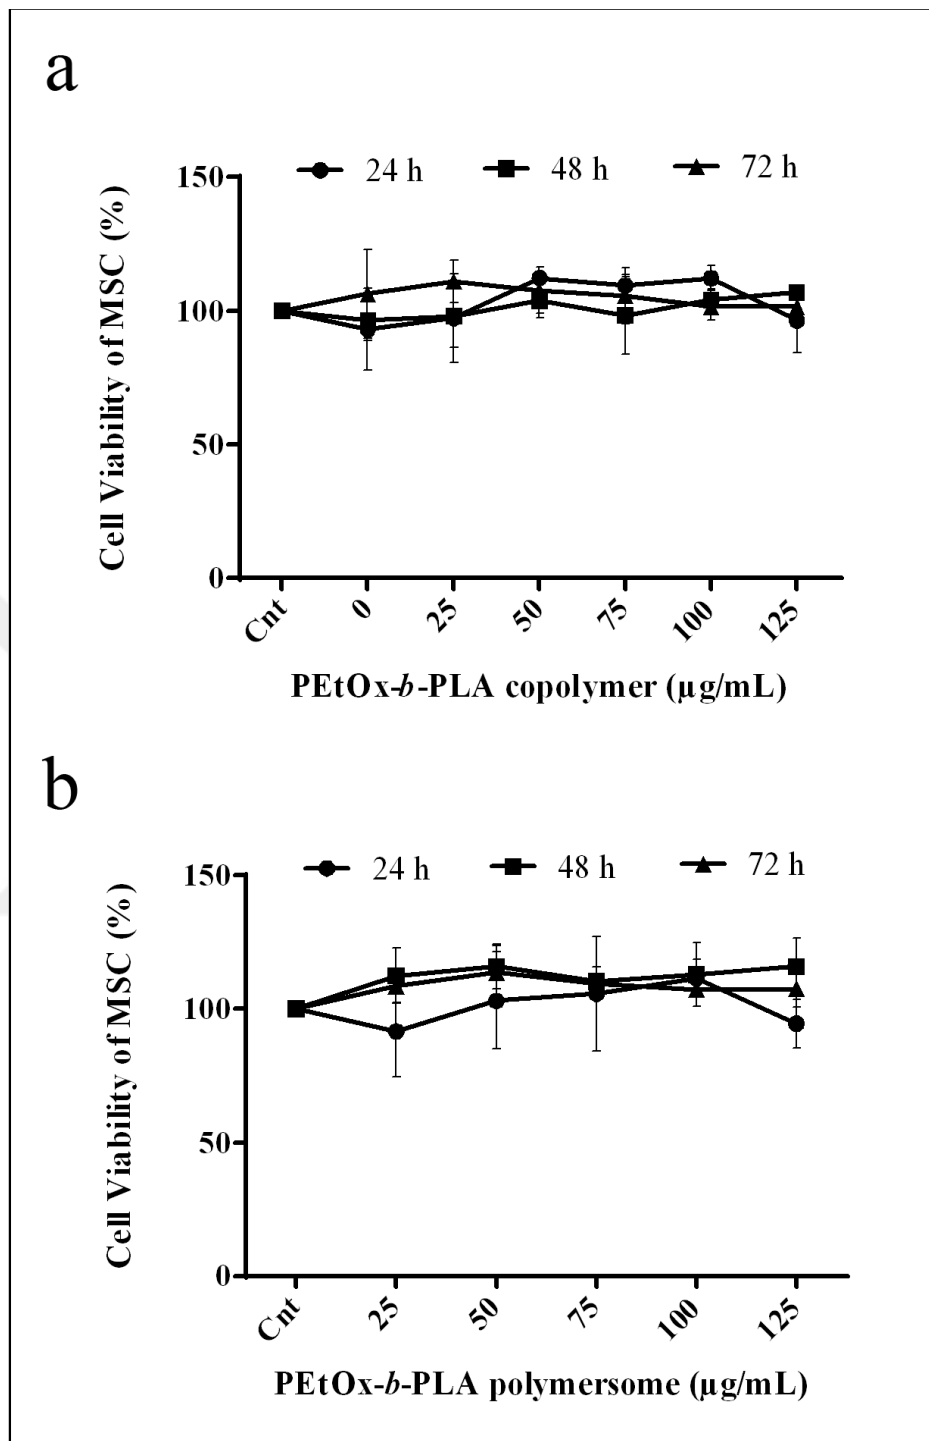 a
24 h 48 h 72 h
Cell Viability of MSC (%)
150
100
50
0
Cnt 0 25 50 75 100 125
PEtOx-b-PLA copolymer (µg/mL)
b
24 h 48 h 72 h
Cell Viability of MSC (%)
150
100
50
0
Cnt 25 50 75 100 125
PEtOx-b-PLA polymersome (µg/mL)